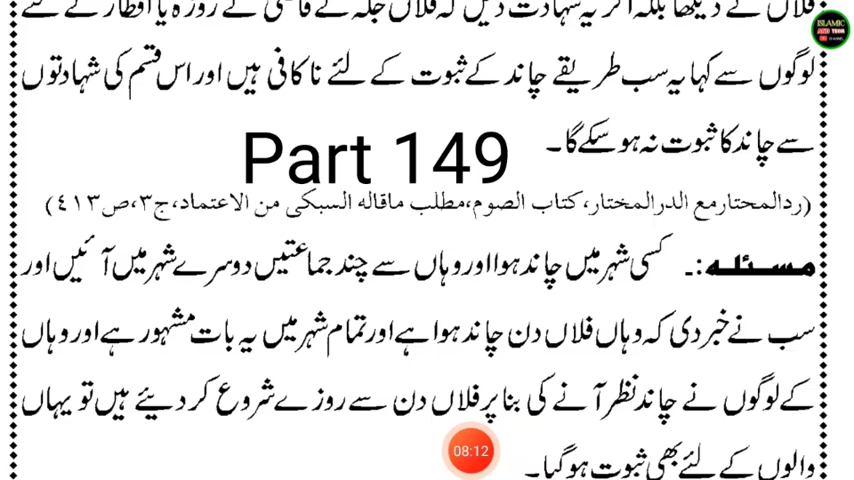 فلاں نے دیکھا بلکہ اگر یہ شہادت دیں کہ فلاں جگہ کے قاضی نے روزہ یا افطار کے لئے
لوگوں سے کہا یہ سب طریقے چاند کے ثبوت کے لئے ناکافی ہیں اور اس قسم کی شہادتوں
سے چاند کا ثبوت نہ ہو سکے گا۔
Part 149
(ردالمحتارمع الدرالمختار، کتاب الصوم، مطلب ماقاله السبکی من الاعتماد، ج۳، ص۴۱۳)
مسئلہ:۔ کسی شہر میں چاند ہوا اور وہاں سے چند جماعتیں دوسرے شہر میں آئیں اور
سب نے خبر دی کہ وہاں فلاں دن چاند ہوا ہے اور تمام شہر میں یہ بات مشہور ہے اور وہاں
کے لوگوں نے چاند نظر آنے کی بنا پر فلاں دن سے روزے شروع کر دیئے ہیں تو یہاں
والوں کے لئے بھی ثبوت ہو گیا۔
08:12
ISLAMIC